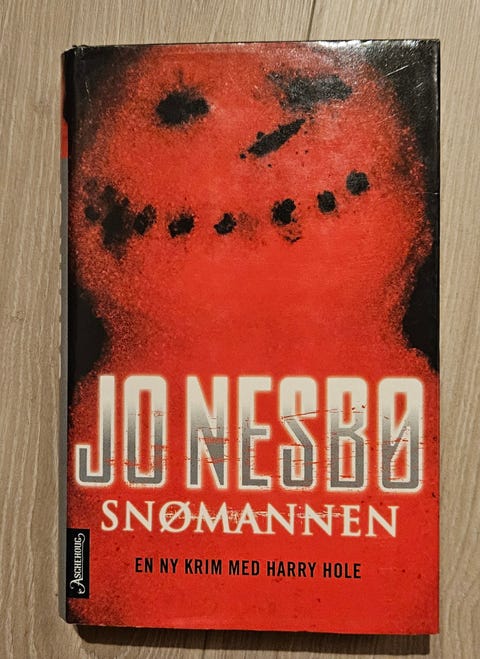 JO NESBØ
SNØMANNEN
EN NY KRIM MED HARRY HOLE
ASCHEHOUG